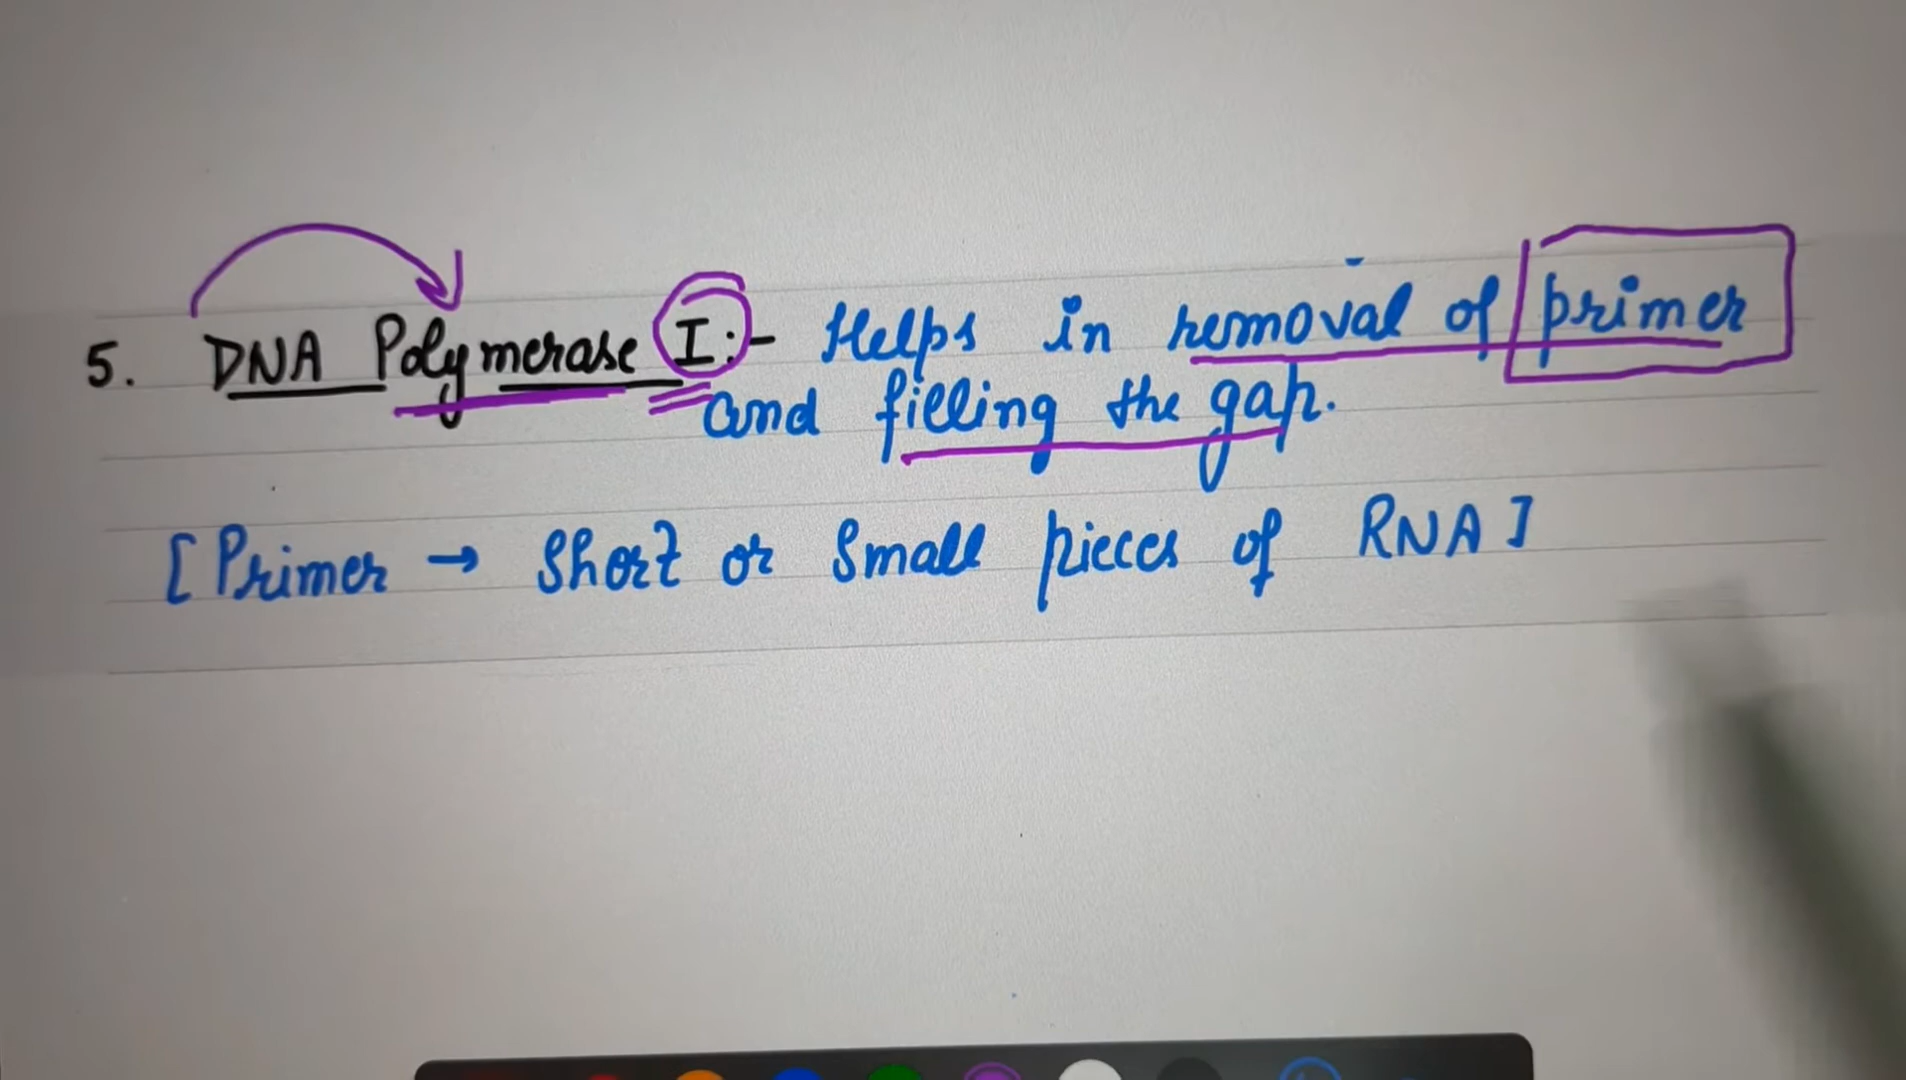 5. DNA Polymerase I:- Helps in removal of primer
and filling the gap.
[Primer → Short or Small pieces of RNA]